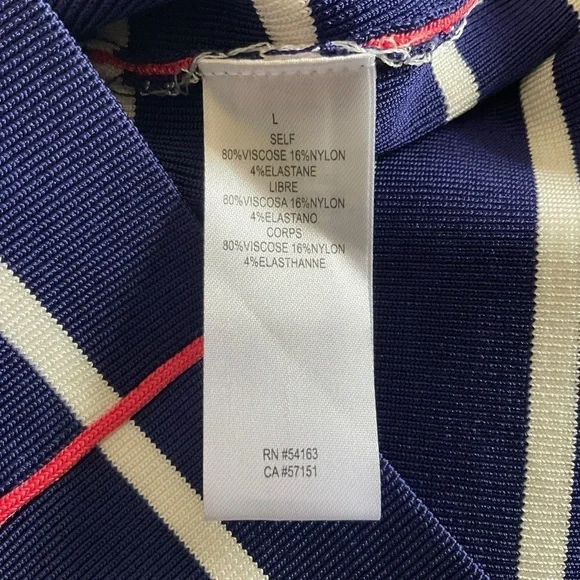 L
SELF
80%VISCOSE 16%NYLON
4%ELASTANE
LIBRE
80%VISCOSA 16%NYLON
4%ELASTANO
CORPS
80%VISCOSE 16%NYLON
4%ELASTHANNE
RN #54163
CA #57151